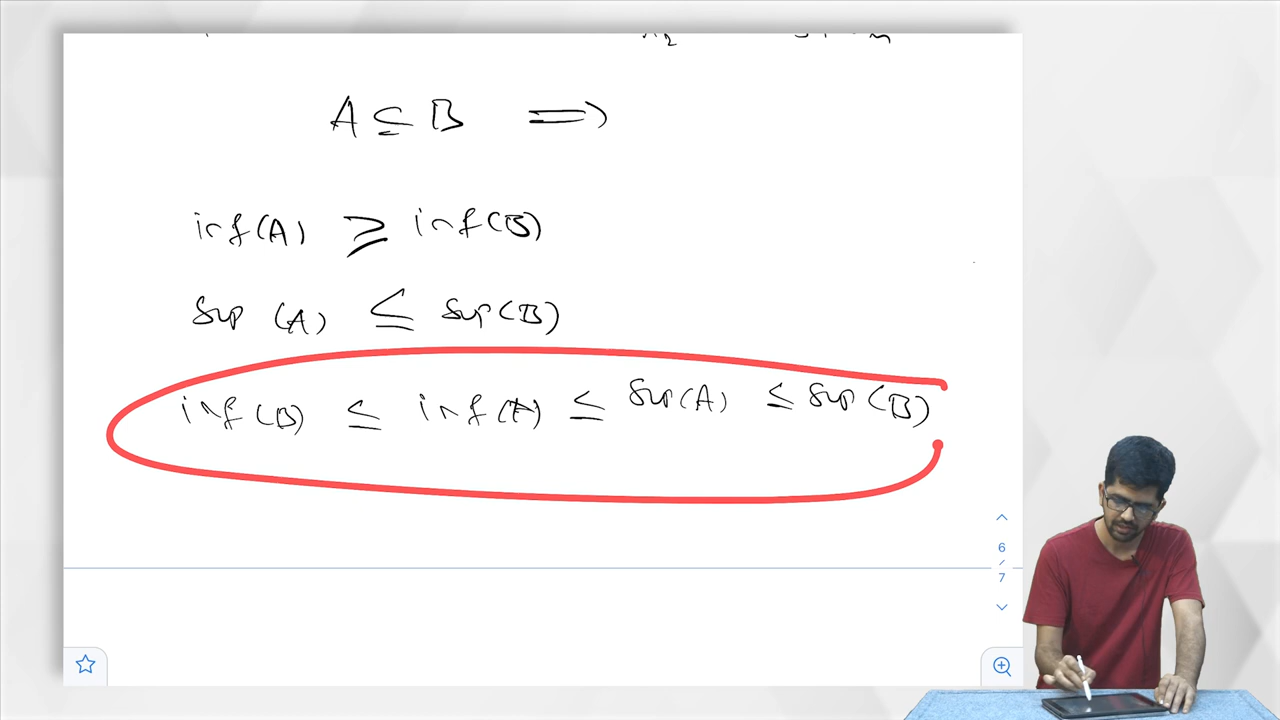 A ⊆ B ⟹
inf(A) ≥ inf(B)
Sup (A) ≤ Sup(B)
inf(B) ≤ inf(A) ≤ Sup(A) ≤ Sup(B)
6
/
7